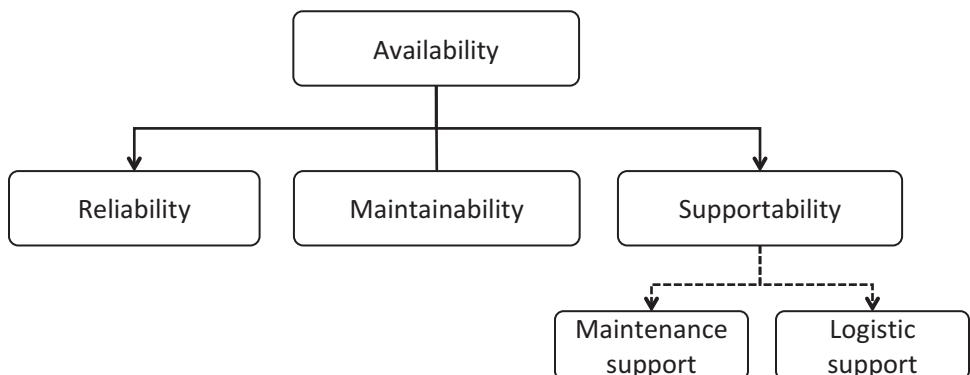 Availability
Reliability
Maintainability
Supportability
Maintenance
support
Logistic
support